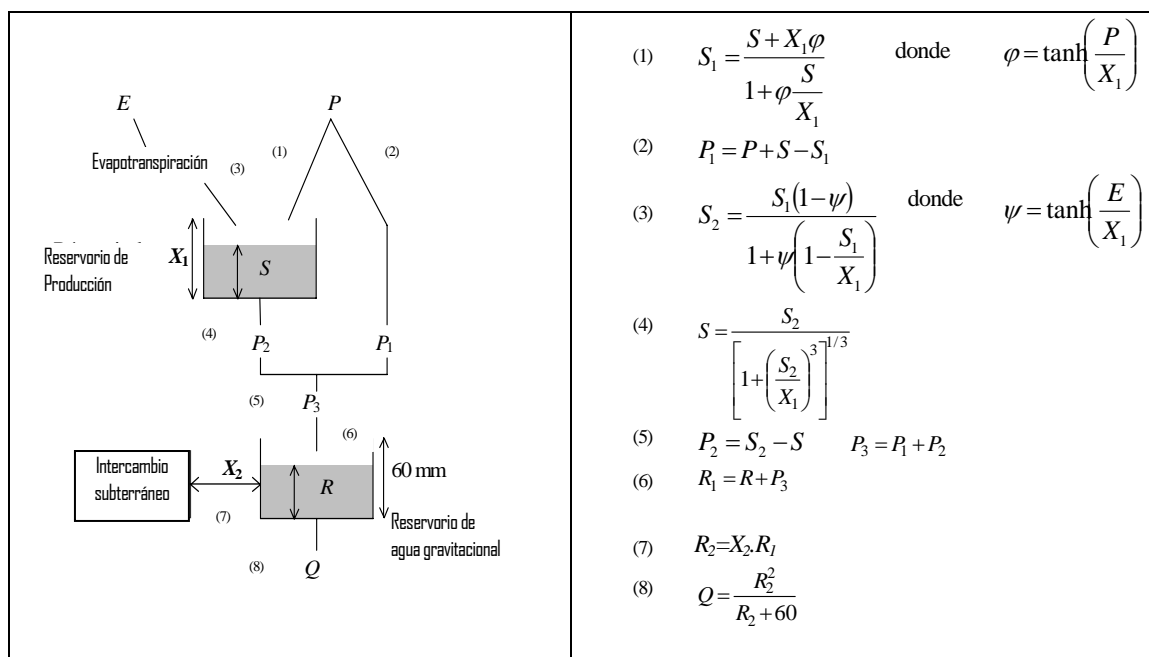 E
P
Evapotranspiración
(3)
(1)
(2)
X₁
S
Reservorio de
Producción
(4)
P₂
P₁
(5)
P₃
(6)
60 mm
Intercambio
subterráneo
X₂
R
(7)
Reservorio de
agua gravitacional
(8)
Q
(1) S₁ = (S + X₁φ) / (1 + φ S/X₁) donde φ = tanh(P/X₁)
(2) P₁ = P + S − S₁
(3) S₂ = S₁(1 − ψ) / (1 + ψ(1 − S₁/X₁)) donde ψ = tanh(E/X₁)
(4) S = S₂ / [1 + (S₂/X₁)³]^(1/3)
(5) P₂ = S₂ − S P₃ = P₁ + P₂
(6) R₁ = R + P₃
(7) R₂=X₂.R₁
(8) Q = R₂² / (R₂ + 60)